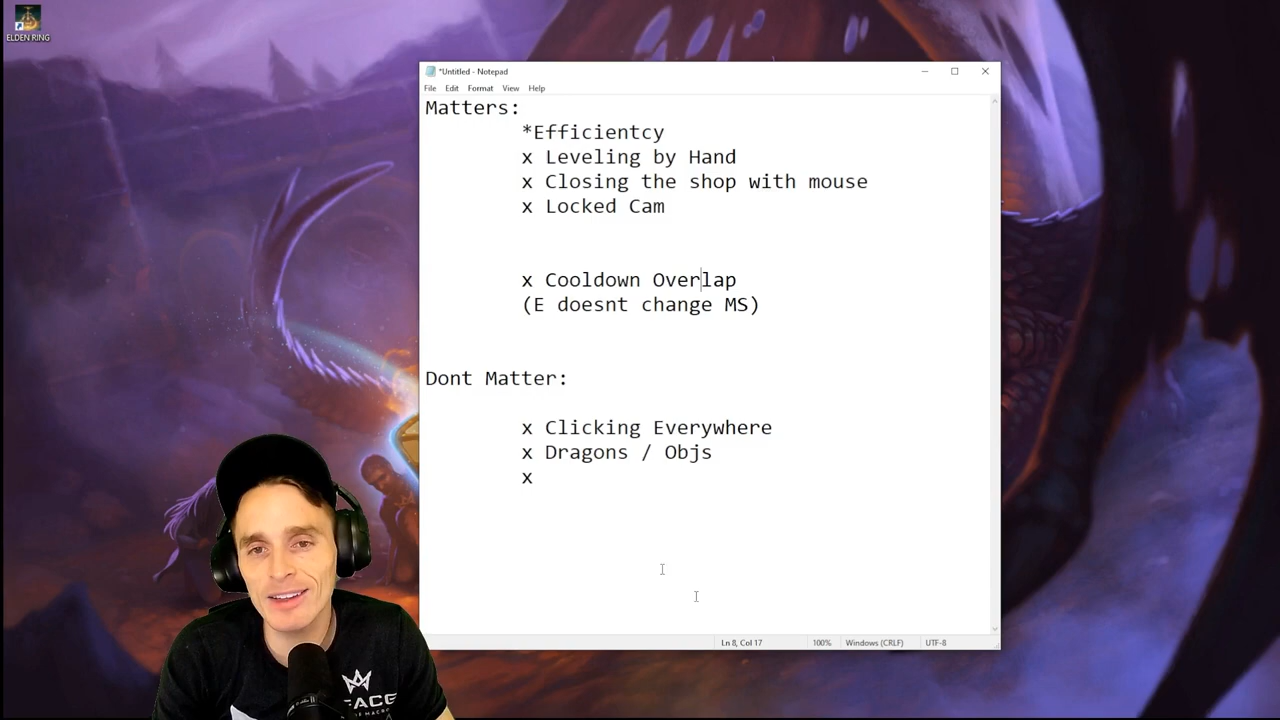 ELDEN RING
*Untitled - Notepad
File Edit Format View Help
Matters:
*Efficientcy
x Leveling by Hand
x Closing the shop with mouse
x Locked Cam
x Cooldown Overlap
(E doesnt change MS)
Dont Matter:
x Clicking Everywhere
x Dragons / Objs
x
Ln 8, Col 17 100% Windows (CRLF) UTF-8
FACE